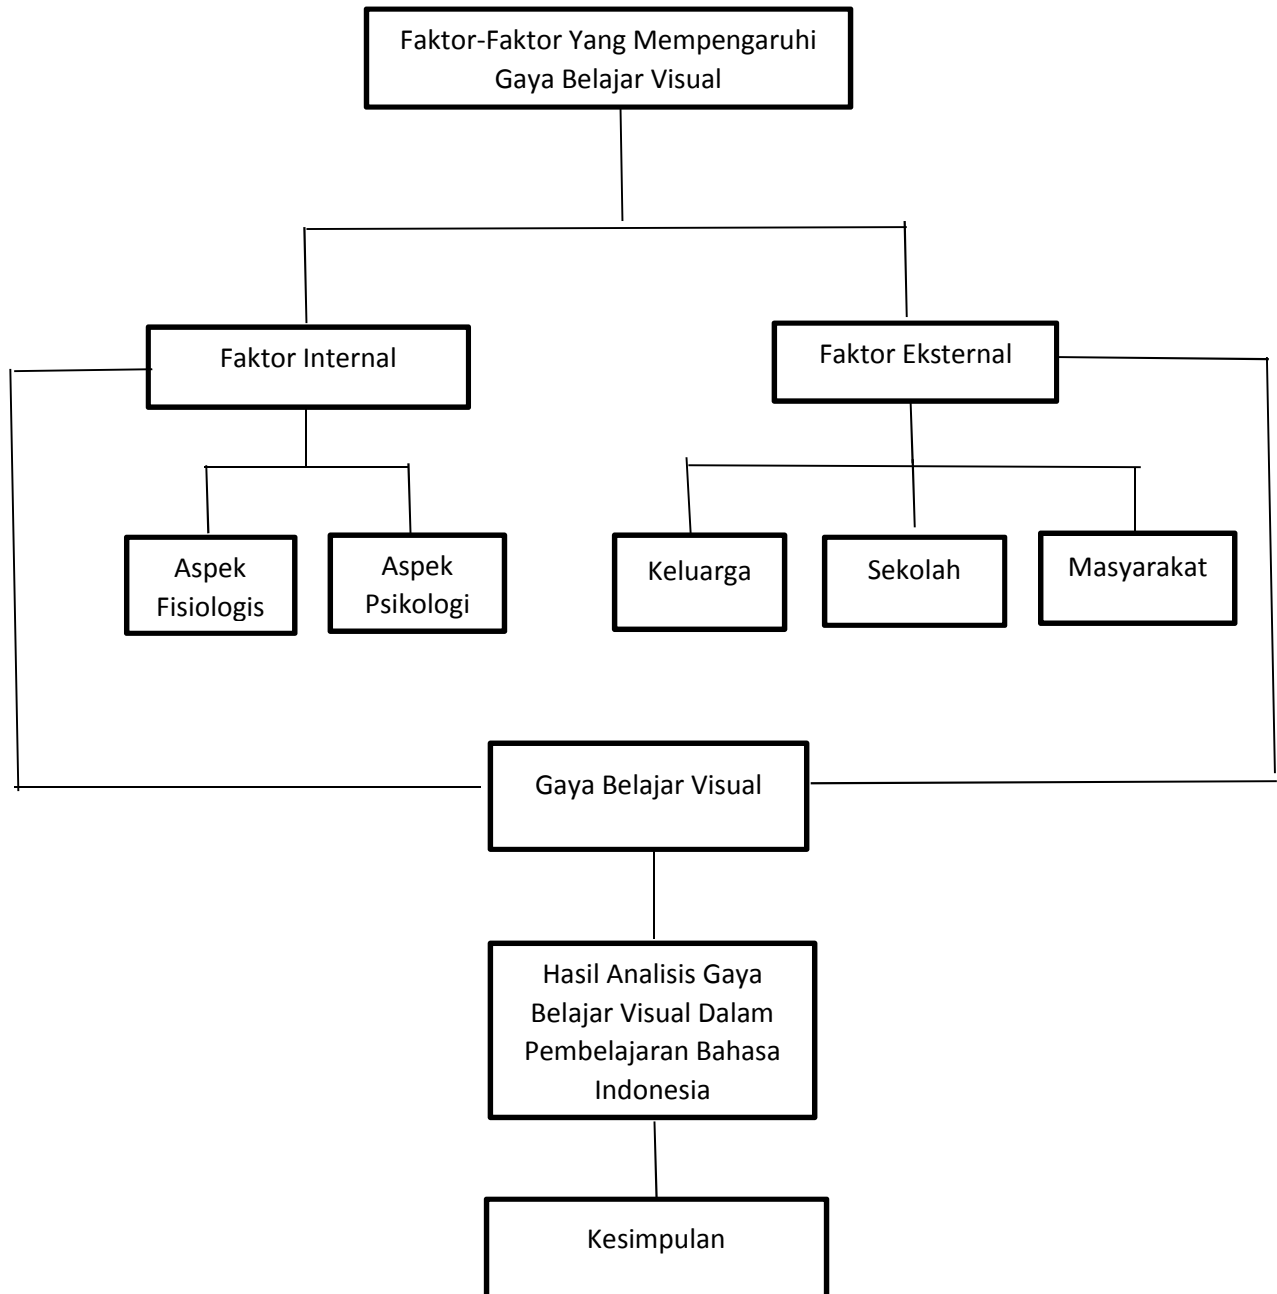 Faktor-Faktor Yang Mempengaruhi
Gaya Belajar Visual
Faktor Internal
Faktor Eksternal
Aspek
Fisiologis
Aspek
Psikologi
Keluarga
Sekolah
Masyarakat
Gaya Belajar Visual
Hasil Analisis Gaya
Belajar Visual Dalam
Pembelajaran Bahasa
Indonesia
Kesimpulan